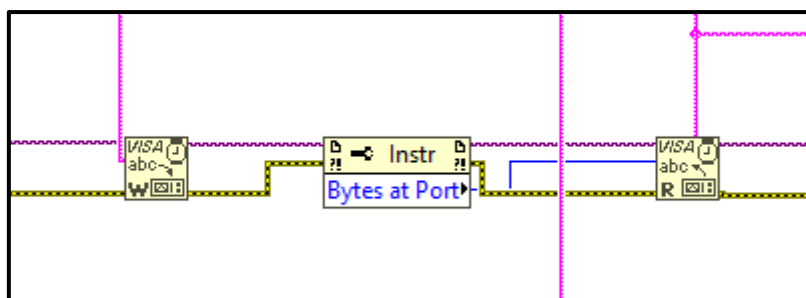 VISA
abc
W
Instr
Bytes at Port
VISA
abc
R